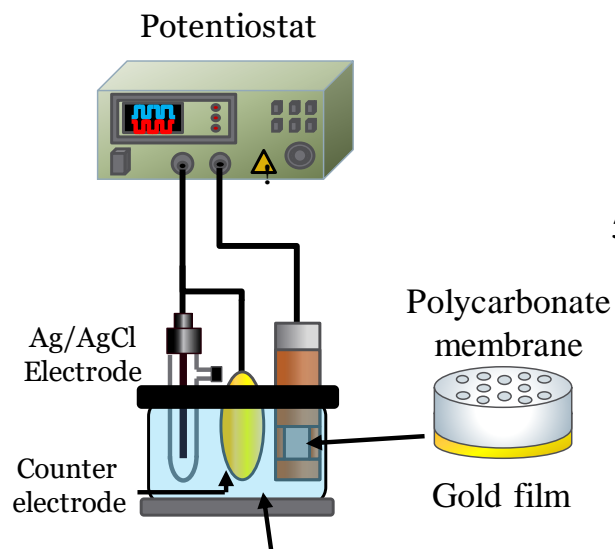 Potentiostat
Ag/AgCl
Electrode
Polycarbonate
membrane
Counter
electrode
Gold film